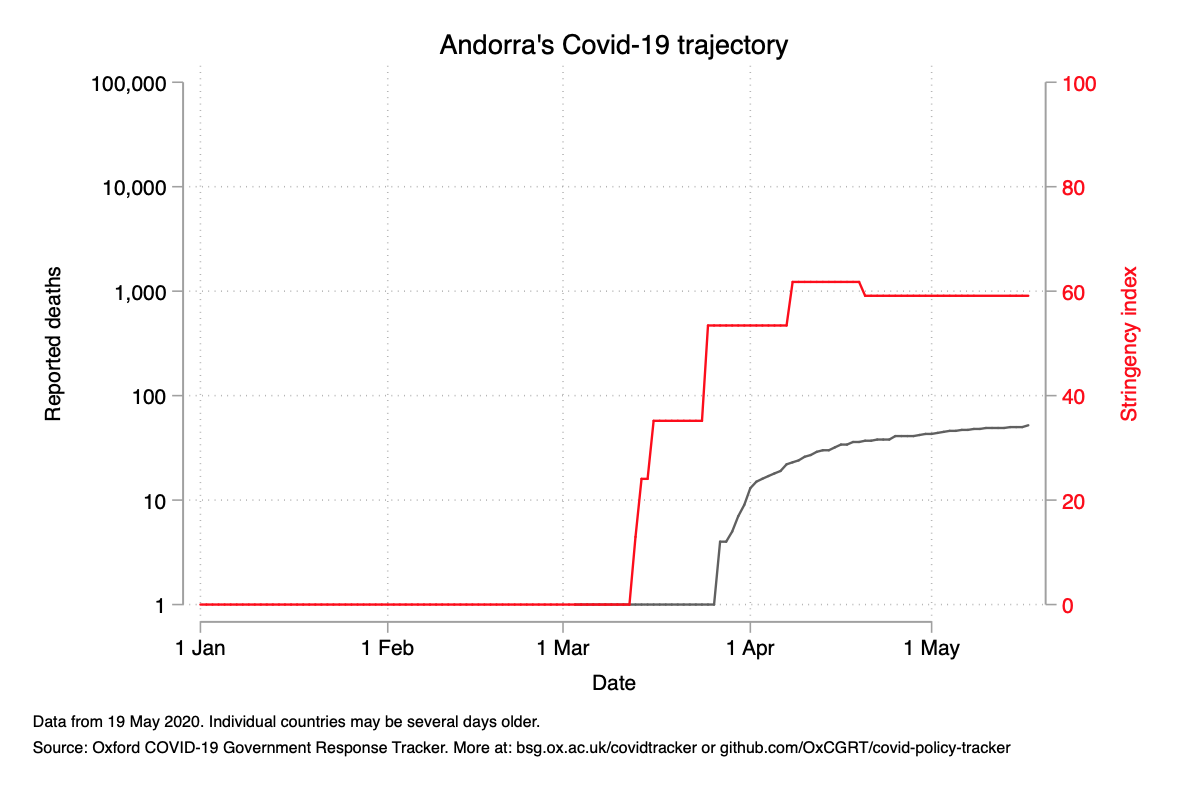 Andorra's Covid-19 trajectory
100,000
10,000
1,000
100
10
1
Reported deaths
100
80
60
40
20
0
Stringency index
1 Jan
1 Feb
1 Mar
1 Apr
1 May
Date
Data from 19 May 2020. Individual countries may be several days older.
Source: Oxford COVID-19 Government Response Tracker. More at: bsg.ox.ac.uk/covidtracker or github.com/OxCGRT/covid-policy-tracker